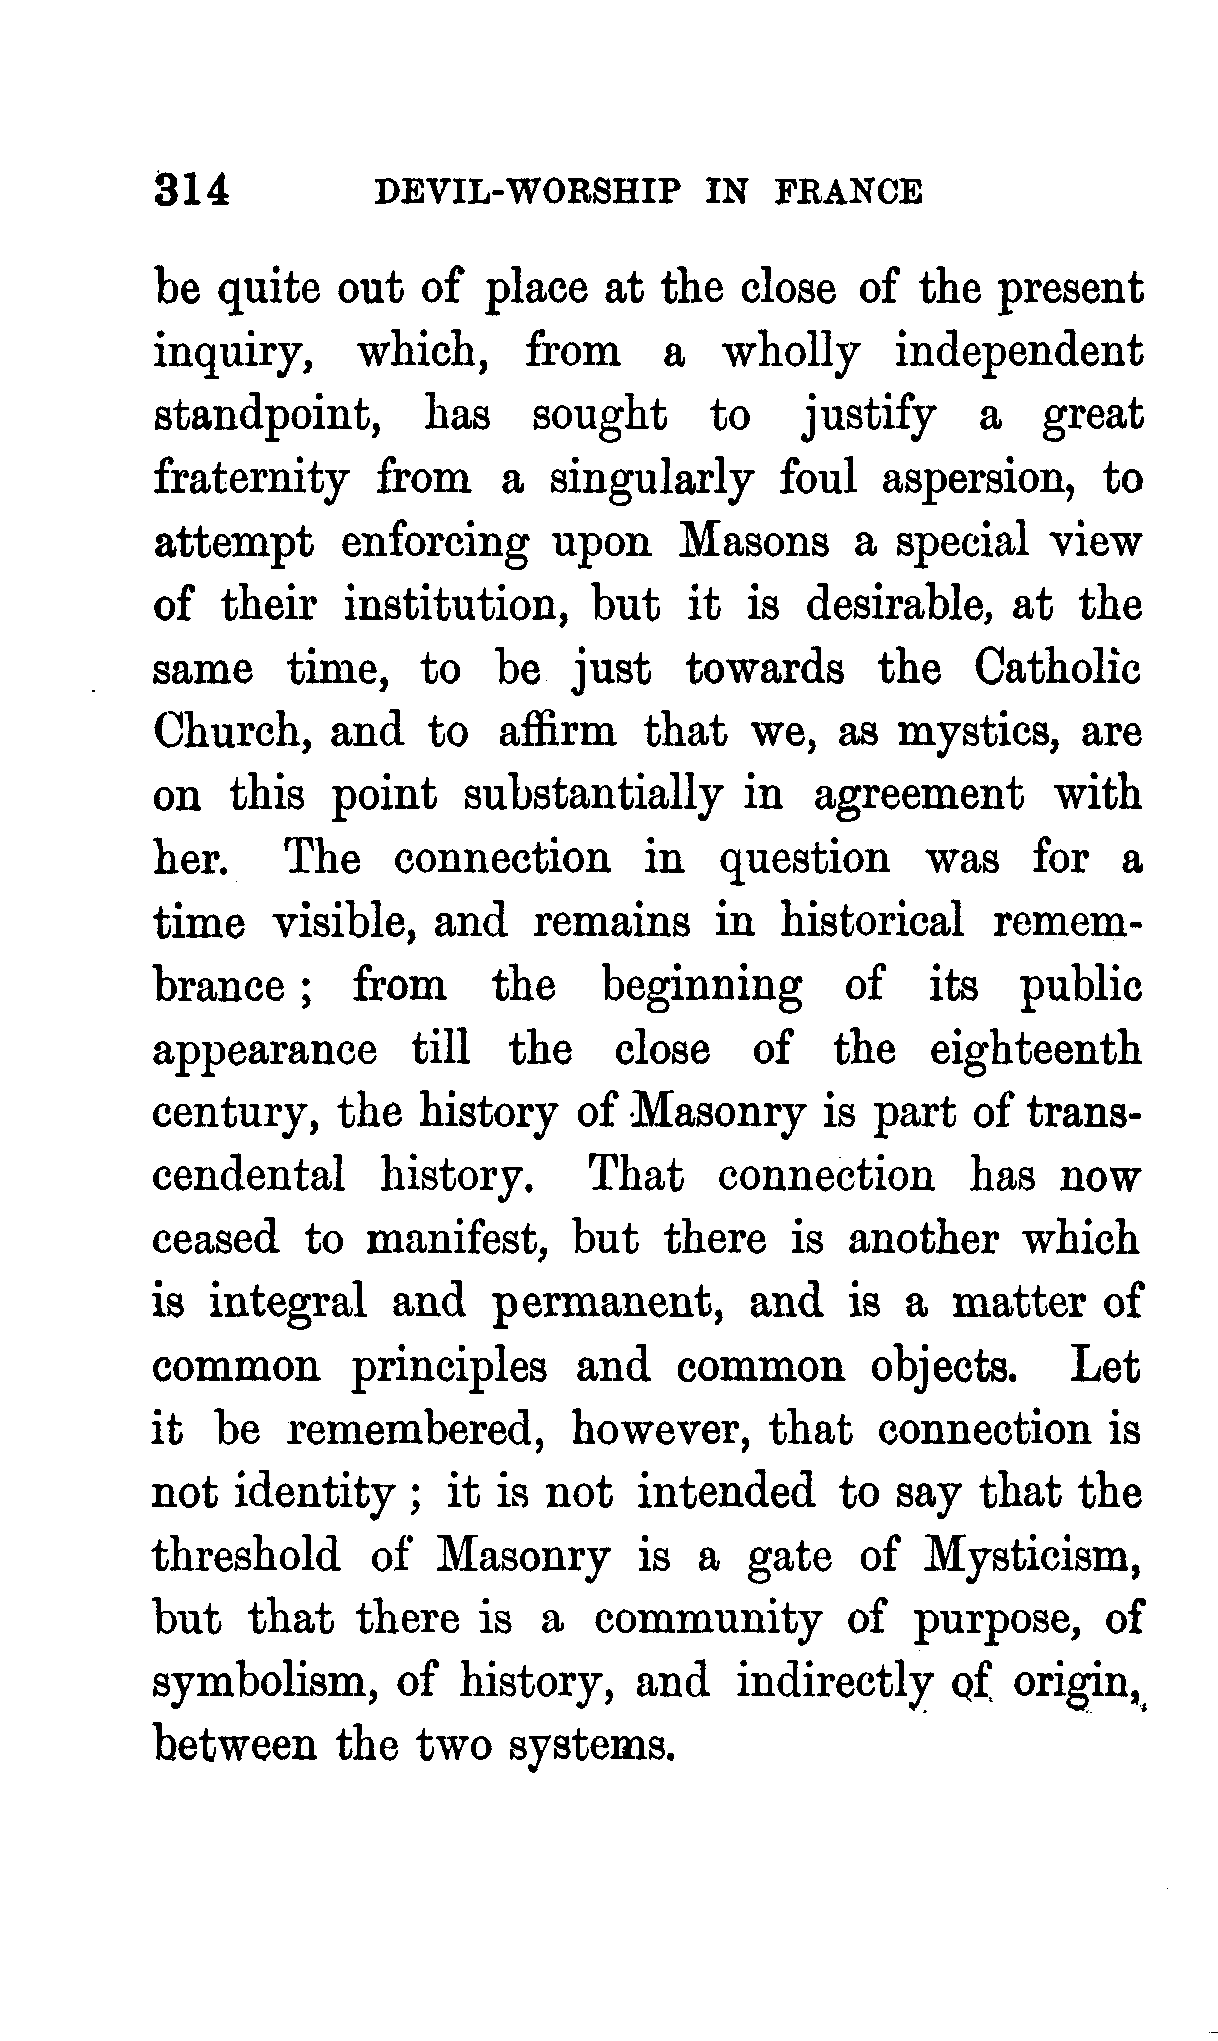 314 DEVIL-WORSHIP IN FRANCE
be quite out of place at the close of the present
inquiry, which, from a wholly independent
standpoint, has sought to justify a great
fraternity from a singularly foul aspersion, to
attempt enforcing upon Masons a special view
of their institution, but it is desirable, at the
same time, to be just towards the Catholic
Church, and to affirm that we, as mystics, are
on this point substantially in agreement with
her. The connection in question was for a
time visible, and remains in historical remem-
brance ; from the beginning of its public
appearance till the close of the eighteenth
century, the history of Masonry is part of trans-
cendental history. That connection has now
ceased to manifest, but there is another which
is integral and permanent, and is a matter of
common principles and common objects. Let
it be remembered, however, that connection is
not identity ; it is not intended to say that the
threshold of Masonry is a gate of Mysticism,
but that there is a community of purpose, of
symbolism, of history, and indirectly of origin,
between the two systems.